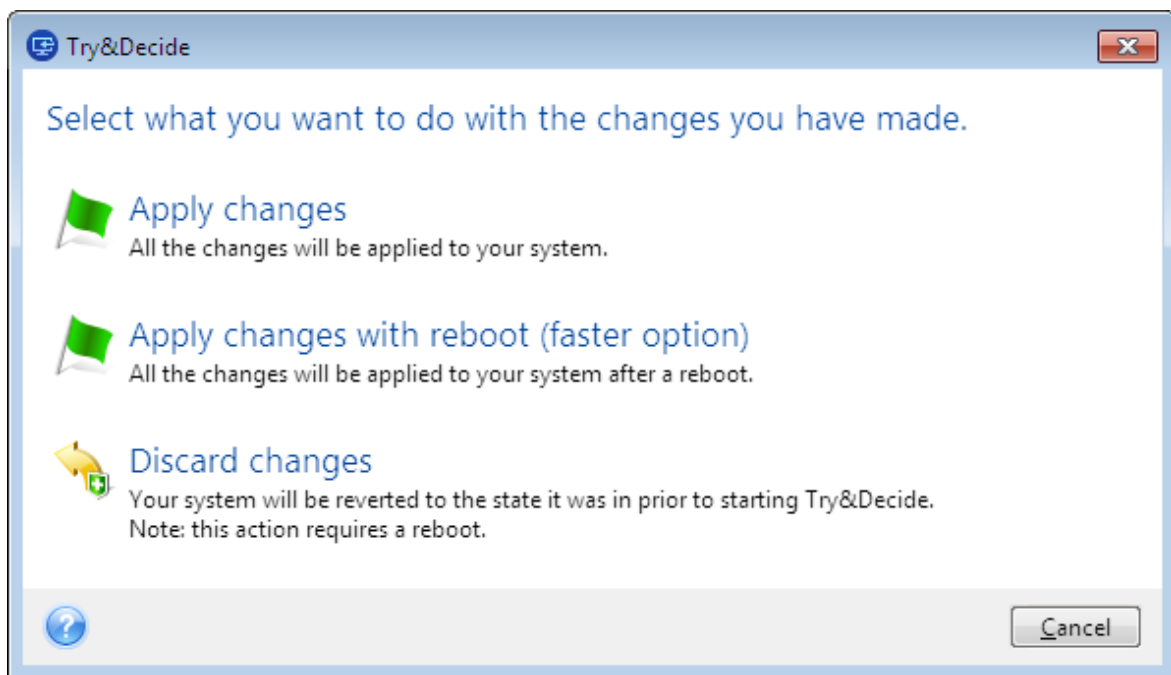 Try&Decide
Select what you want to do with the changes you have made.
Apply changes
All the changes will be applied to your system.
Apply changes with reboot (faster option)
All the changes will be applied to your system after a reboot.
Discard changes
Your system will be reverted to the state it was in prior to starting Try&Decide.
Note: this action requires a reboot.
?
Cancel